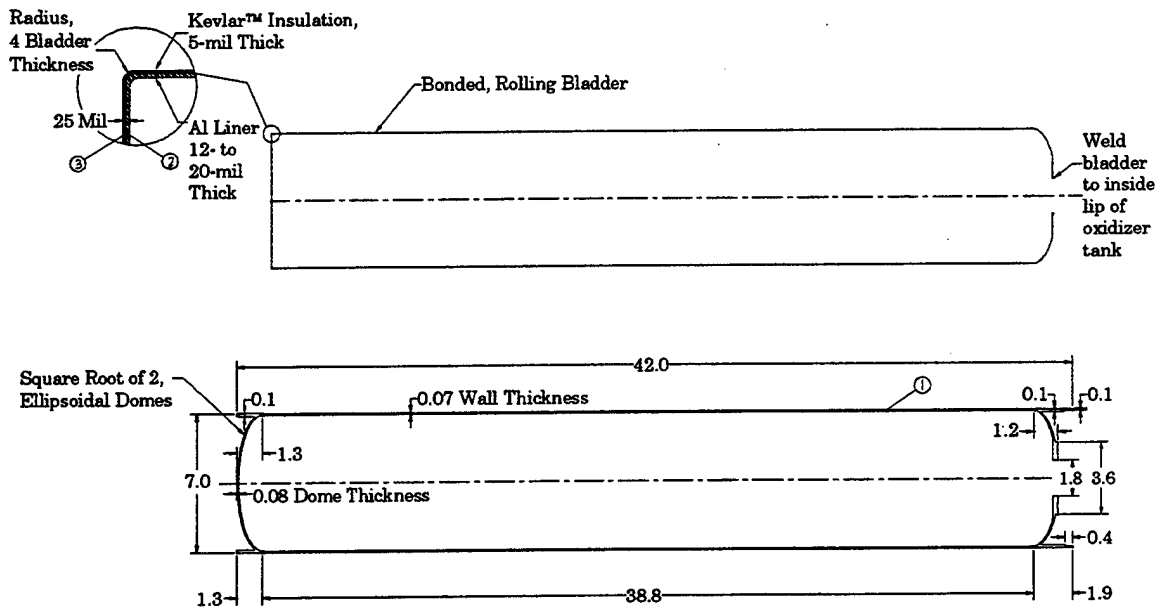 Radius,
4 Bladder
Thickness
Kevlar™ Insulation,
5-mil Thick
25 Mil
Al Liner
12- to
20-mil
Thick
③
②
Bonded, Rolling Bladder
Weld
bladder
to inside
lip of
oxidizer
tank
42.0
Square Root of 2,
Ellipsoidal Domes
0.1
0.07 Wall Thickness
①
0.1
0.1
1.3
1.2
7.0
0.08 Dome Thickness
1.8
3.6
0.4
1.3
38.8
1.9